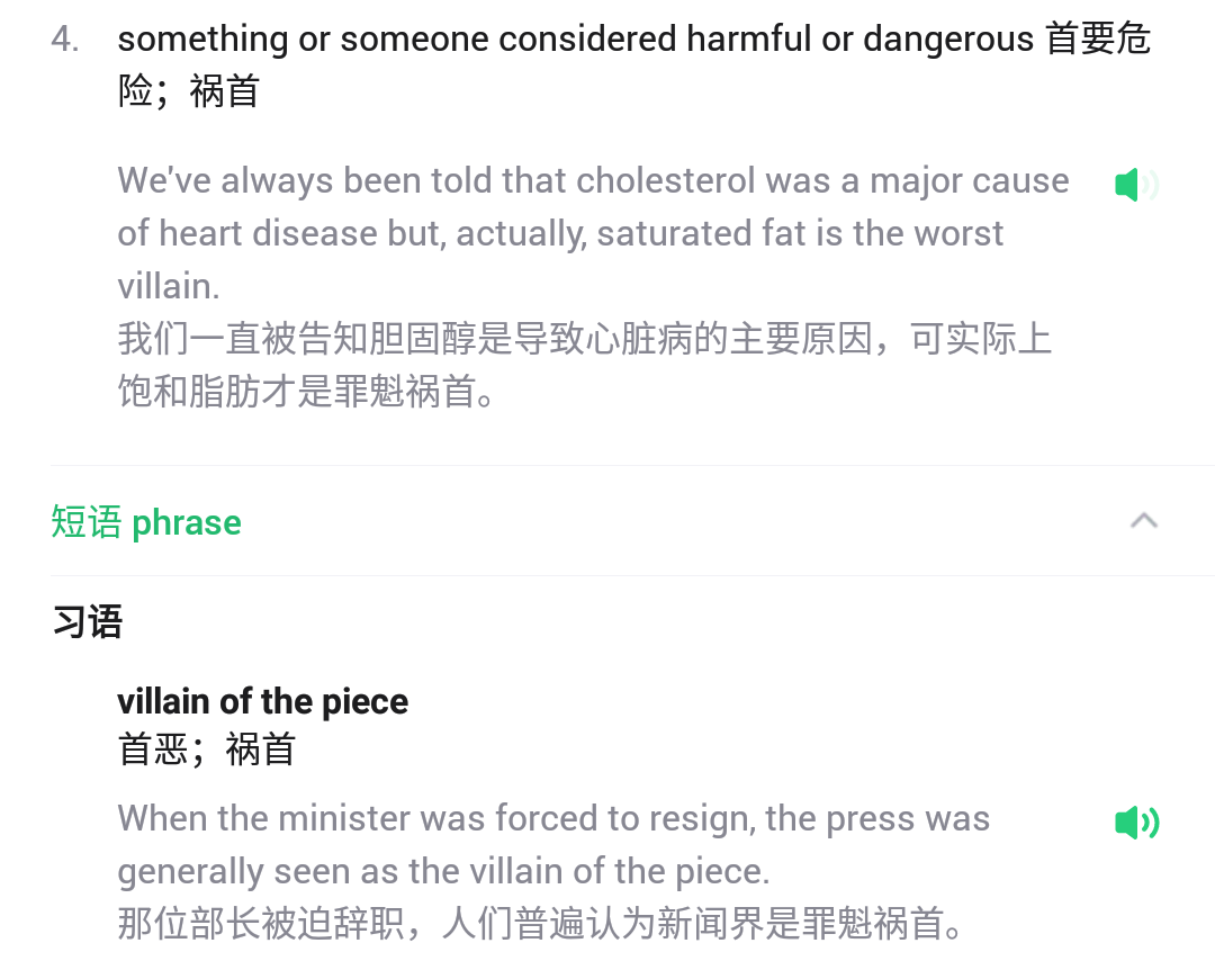 4. something or someone considered harmful or dangerous 首要危
险；祸首
We've always been told that cholesterol was a major cause
of heart disease but, actually, saturated fat is the worst
villain.
我们一直被告知胆固醇是导致心脏病的主要原因，可实际上
饱和脂肪才是罪魁祸首。
短语 phrase
习语
villain of the piece
首恶；祸首
When the minister was forced to resign, the press was
generally seen as the villain of the piece.
那位部长被迫辞职，人们普遍认为新闻界是罪魁祸首。